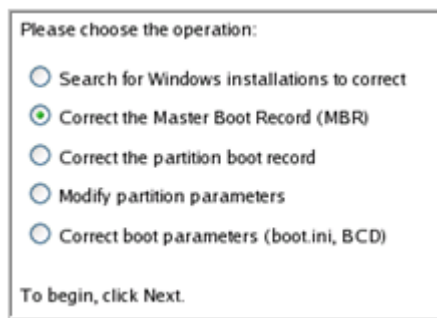 Please choose the operation:
Search for Windows installations to correct
Correct the Master Boot Record (MBR)
Correct the partition boot record
Modify partition parameters
Correct boot parameters (boot.ini, BCD)
To begin, click Next.